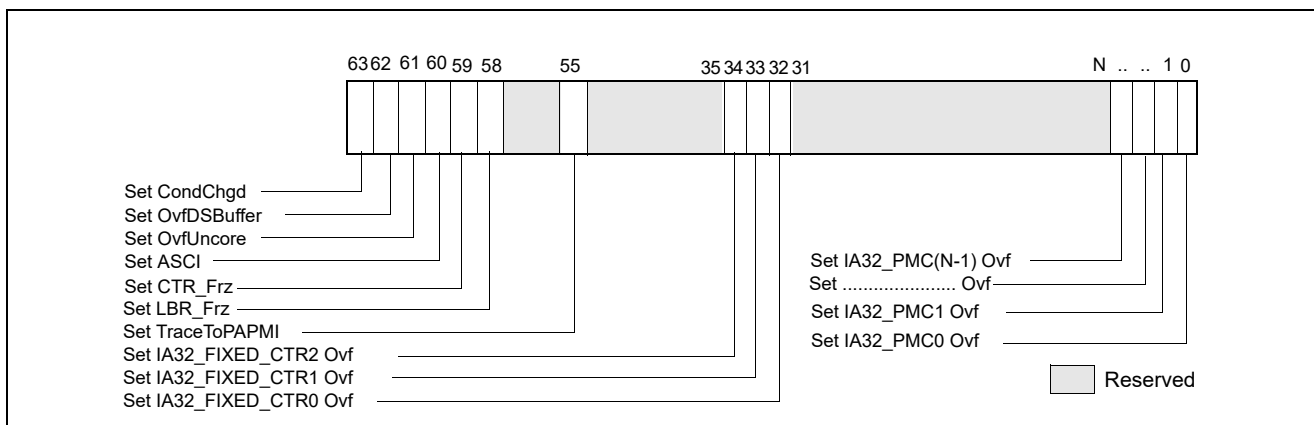 63 62 61 60 59 58 55 35 34 33 32 31 N .. .. 1 0
Set CondChgd
Set OvfDSBuffer
Set OvfUncore
Set ASCI
Set CTR_Frz
Set LBR_Frz
Set TraceToPAPMI
Set IA32_FIXED_CTR2 Ovf
Set IA32_FIXED_CTR1 Ovf
Set IA32_FIXED_CTR0 Ovf
Set IA32_PMC(N-1) Ovf
Set ...................... Ovf
Set IA32_PMC1 Ovf
Set IA32_PMC0 Ovf
Reserved